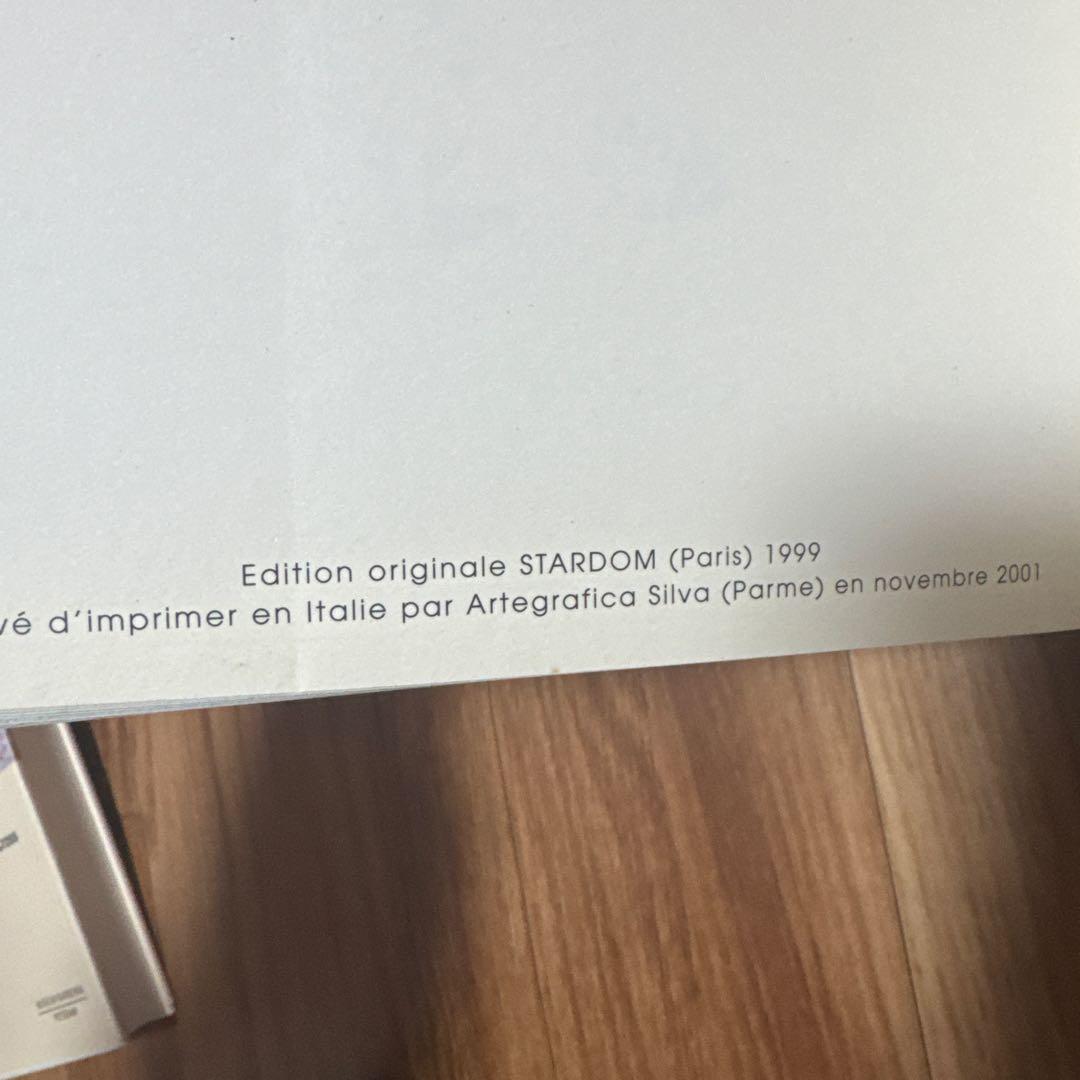 Edition originale STARDOM (Paris) 1999
vé d'imprimer en Italie par Artegrafica Silva (Parme) en novembre 2001